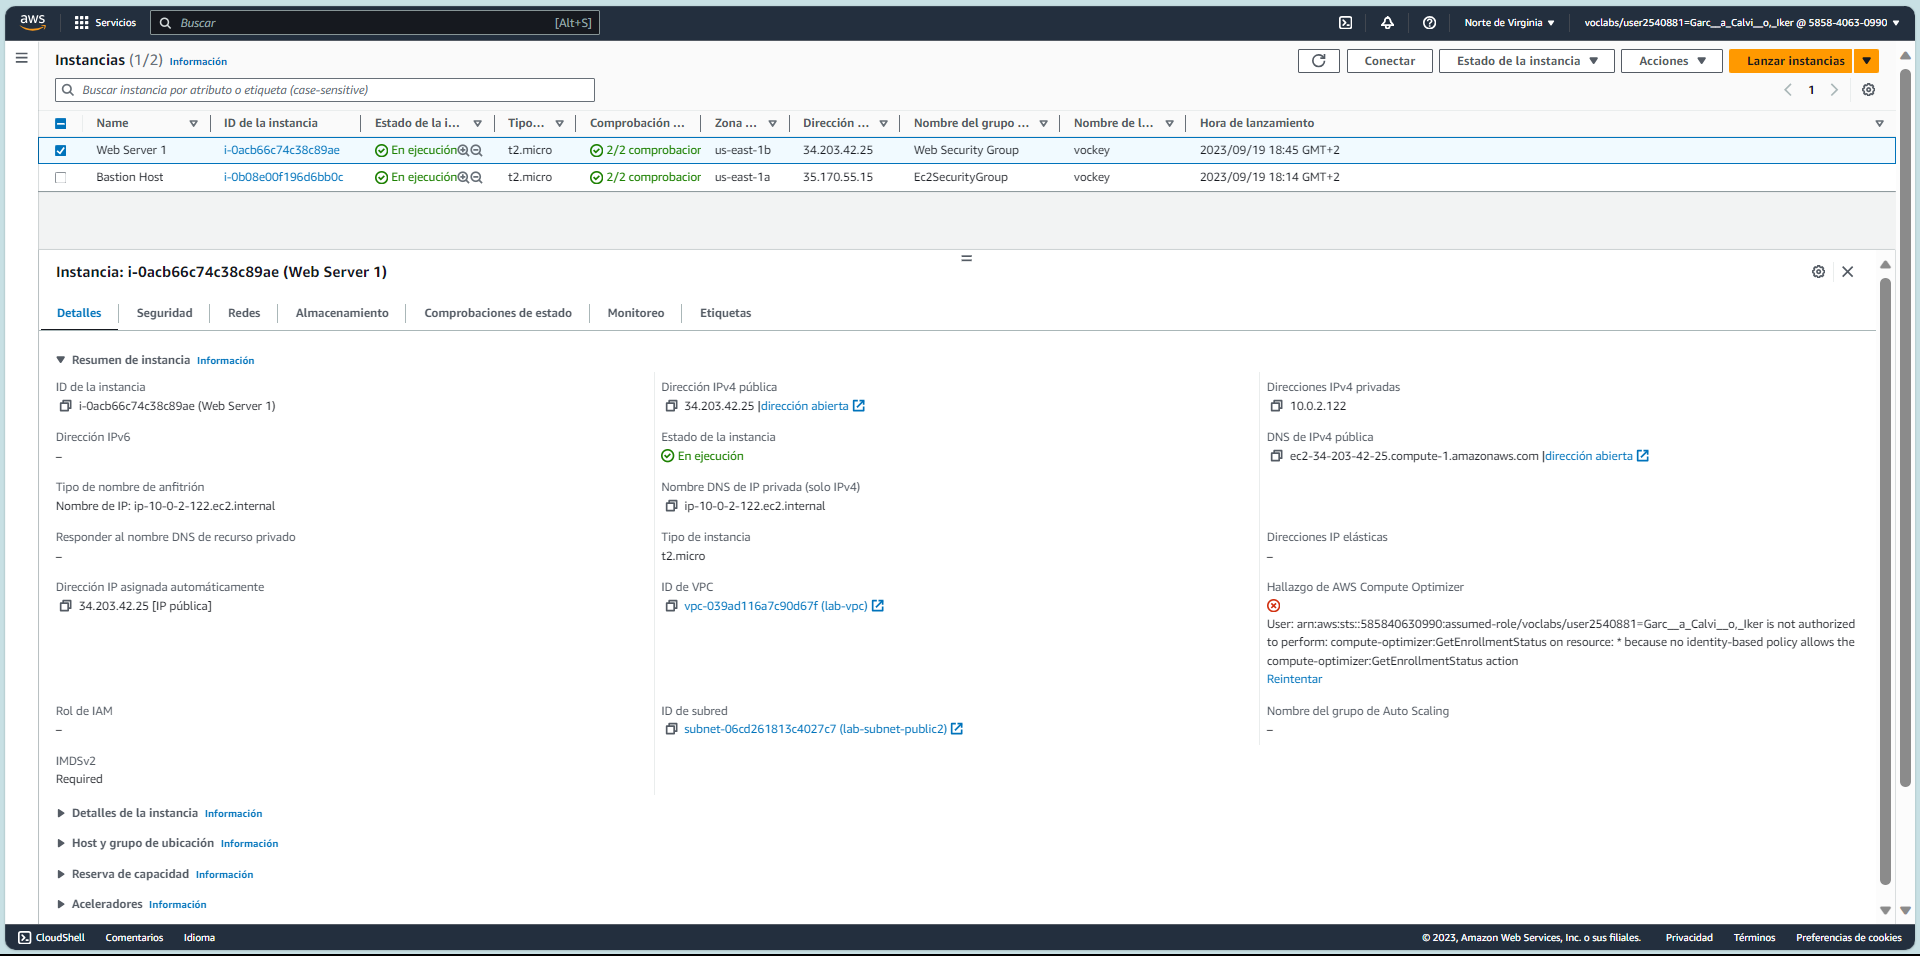 aws Servicios Buscar [Alt+S] Norte de Virginia voclabs/user2540881=Garc__a_Calvi__o,_Iker @ 5858-4063-0990
Instancias (1/2) Información Conectar Estado de la instancia Acciones Lanzar instancias
Buscar instancia por atributo o etiqueta (case-sensitive) 1
Name ID de la instancia Estado de la i... Tipo... Comprobación ... Zona ... Dirección ... Nombre del grupo ... Nombre de l... Hora de lanzamiento
Web Server 1 i-0acb66c74c38c89ae En ejecución t2.micro 2/2 comprobacior us-east-1b 34.203.42.25 Web Security Group vockey 2023/09/19 18:45 GMT+2
Bastion Host i-0b08e00f196d6bb0c En ejecución t2.micro 2/2 comprobacior us-east-1a 35.170.55.15 Ec2SecurityGroup vockey 2023/09/19 18:14 GMT+2
Instancia: i-0acb66c74c38c89ae (Web Server 1)
Detalles Seguridad Redes Almacenamiento Comprobaciones de estado Monitoreo Etiquetas
Resumen de instancia Información
ID de la instancia Dirección IPv4 pública Direcciones IPv4 privadas
i-0acb66c74c38c89ae (Web Server 1) 34.203.42.25 |dirección abierta 10.0.2.122
Dirección IPv6 Estado de la instancia DNS de IPv4 pública
– En ejecución ec2-34-203-42-25.compute-1.amazonaws.com |dirección abierta
Tipo de nombre de anfitrión Nombre DNS de IP privada (solo IPv4)
Nombre de IP: ip-10-0-2-122.ec2.internal ip-10-0-2-122.ec2.internal
Responder al nombre DNS de recurso privado Tipo de instancia Direcciones IP elásticas
– t2.micro –
Dirección IP asignada automáticamente ID de VPC Hallazgo de AWS Compute Optimizer
34.203.42.25 [IP pública] vpc-039ad116a7c90d67f (lab-vpc)
User: arn:aws:sts::585840630990:assumed-role/voclabs/user2540881=Garc__a_Calvi__o,_Iker is not authorized
to perform: compute-optimizer:GetEnrollmentStatus on resource: * because no identity-based policy allows the
compute-optimizer:GetEnrollmentStatus action
Reintentar
Rol de IAM ID de subred Nombre del grupo de Auto Scaling
– subnet-06cd261813c4027c7 (lab-subnet-public2) –
IMDSv2
Required
Detalles de la instancia Información
Host y grupo de ubicación Información
Reserva de capacidad Información
Aceleradores Información
CloudShell Comentarios Idioma © 2023, Amazon Web Services, Inc. o sus filiales. Privacidad Términos Preferencias de cookies